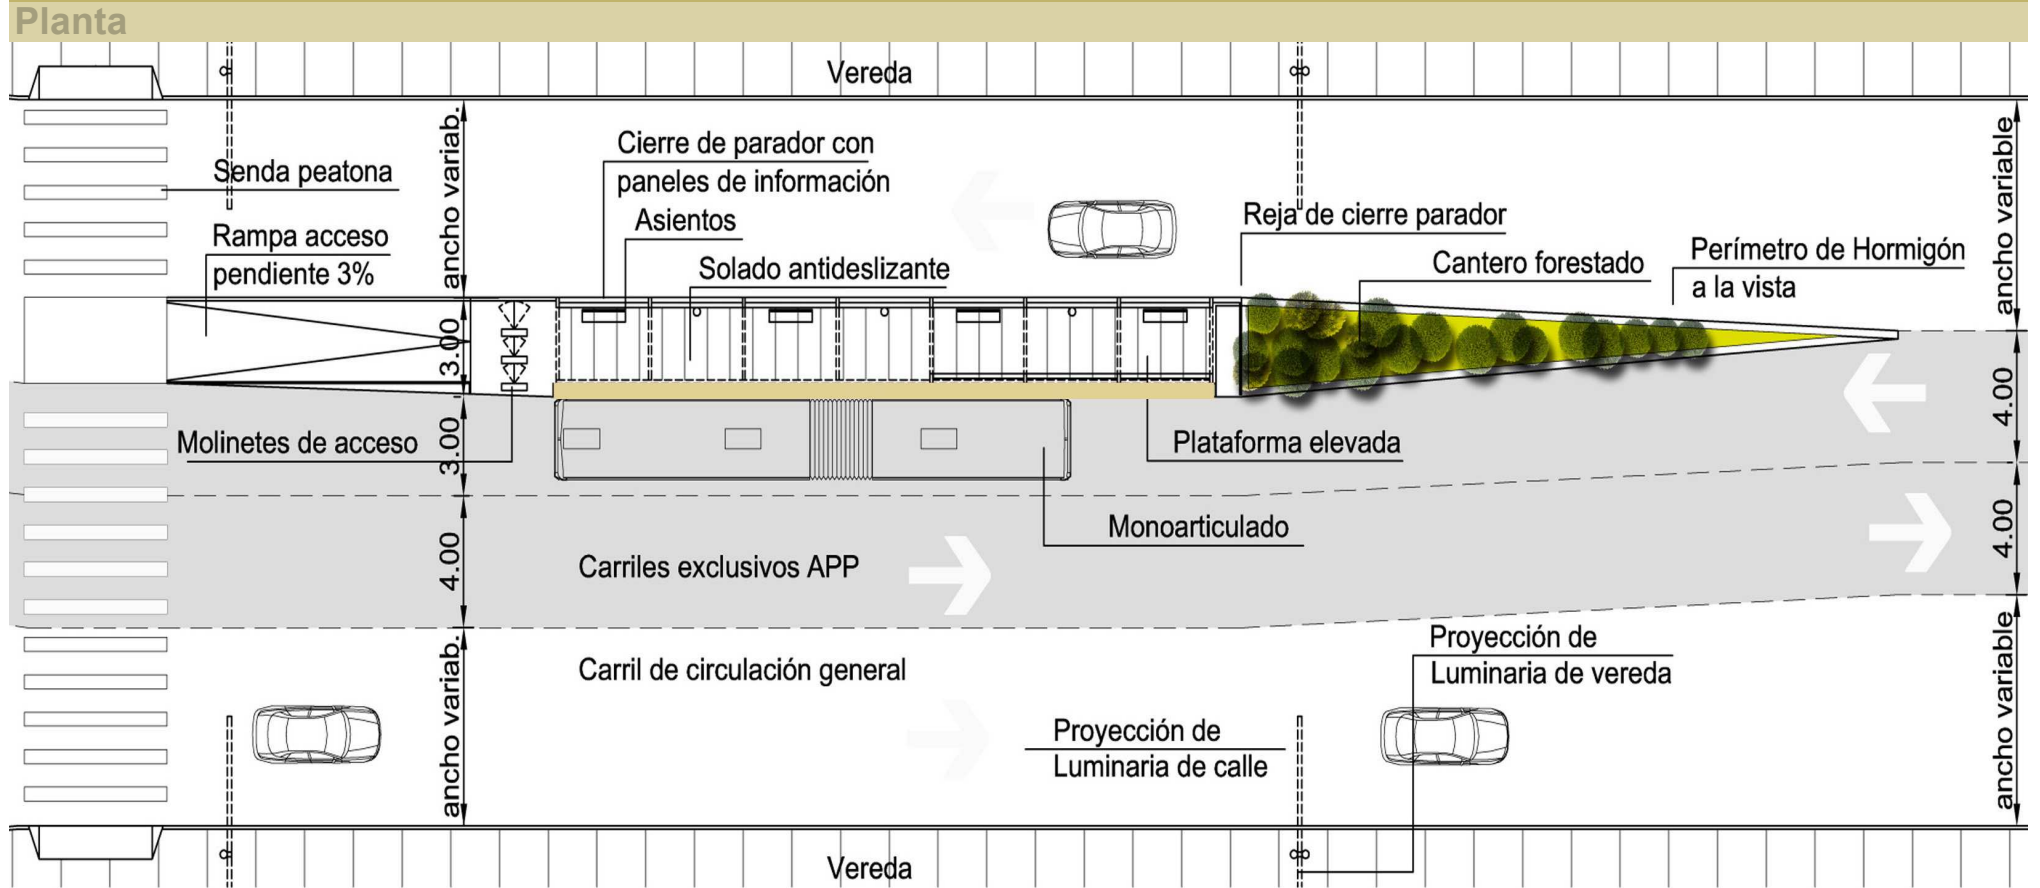 Planta
Vereda
ancho variab.
ancho variable
Cierre de parador con
paneles de información
Senda peatona
Asientos
Reja de cierre parador
Rampa acceso
pendiente 3%
Solado antideslizante
Cantero forestado
Perímetro de Hormigón
a la vista
3.00
4.00
Molinetes de acceso
3.00
Plataforma elevada
Monoarticulado
4.00
Carriles exclusivos APP
4.00
Carril de circulación general
Proyección de
Luminaria de vereda
ancho variab.
ancho variable
Proyección de
Luminaria de calle
Vereda